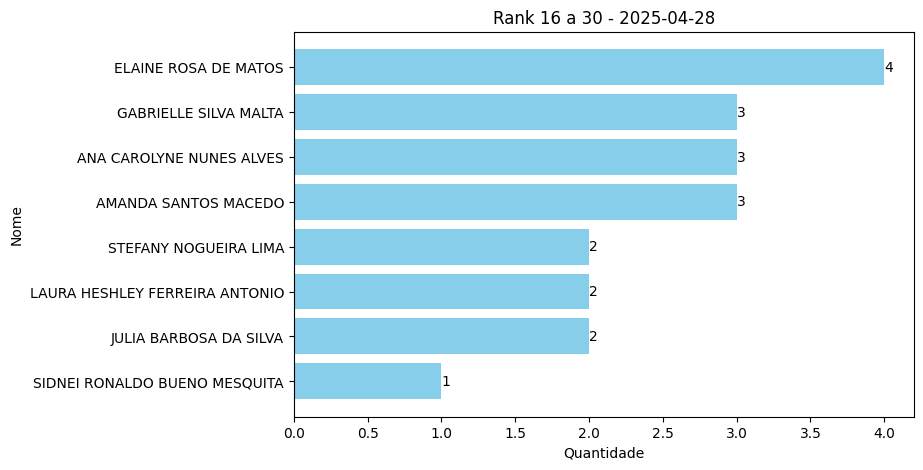 Rank 16 a 30 - 2025-04-28
Nome
ELAINE ROSA DE MATOS 4
GABRIELLE SILVA MALTA 3
ANA CAROLYNE NUNES ALVES 3
AMANDA SANTOS MACEDO 3
STEFANY NOGUEIRA LIMA 2
LAURA HESHLEY FERREIRA ANTONIO 2
JULIA BARBOSA DA SILVA 2
SIDNEI RONALDO BUENO MESQUITA 1
0.0 0.5 1.0 1.5 2.0 2.5 3.0 3.5 4.0
Quantidade